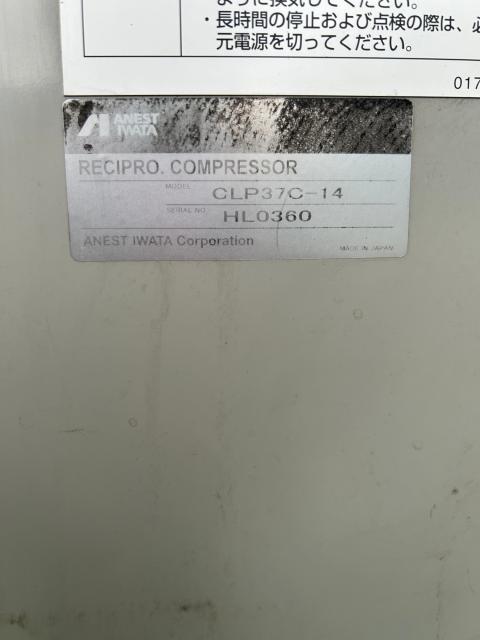 ように換気してください。
・長時間の停止および点検の際は、必
元電源を切ってください。
017
ANEST
IWATA
RECIPRO. COMPRESSOR
MODEL CLP37C-14
SERIAL NO. HL0360
ANEST IWATA Corporation
MADE IN JAPAN